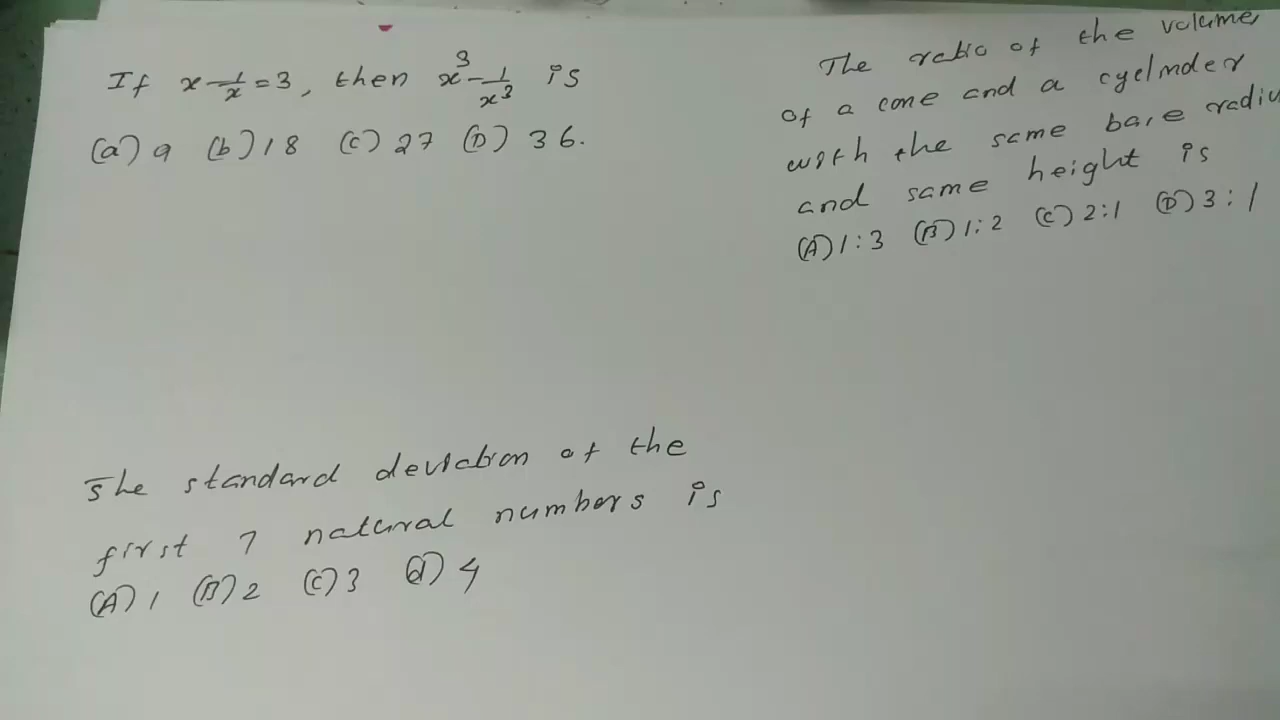 If x - 1/x = 3, then x³ - 1/x³ is
(a) 9 (b) 18 (c) 27 (D) 36.
The ratio of the volume
of a cone and a cylinder
with the same base radiu
and same height is
(A) 1:3 (B) 1:2 (C) 2:1 (D) 3:1
The standard deviation of the
first 7 natural numbers is
(A) 1 (B) 2 (C) 3 (d) 4